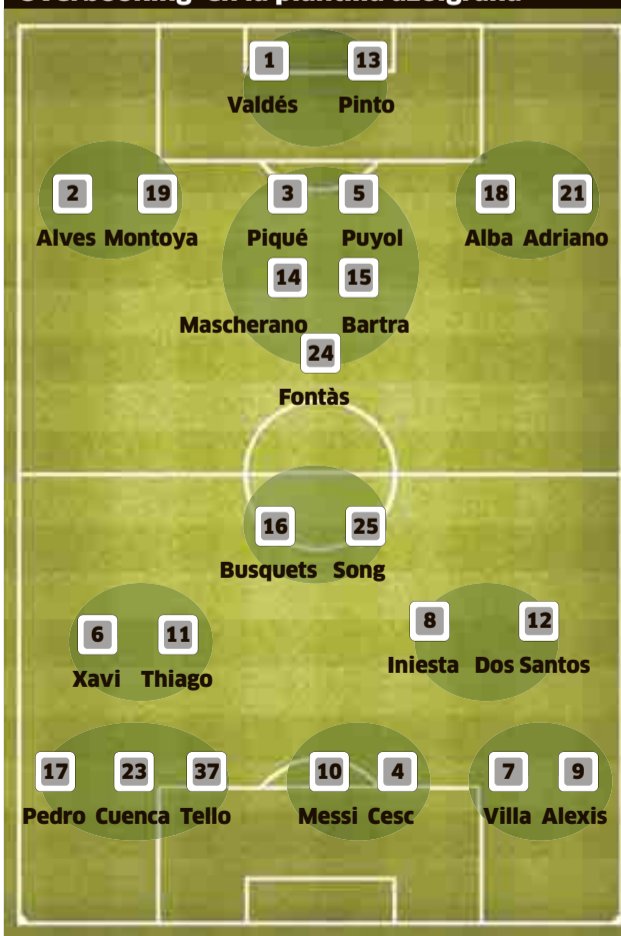 1 13
Valdés Pinto
2 19 3 5 18 21
Alves Montoya Piqué Puyol Alba Adriano
14 15
Mascherano Bartra
24
Fontàs
16 25
Busquets Song
6 11 8 12
Xavi Thiago Iniesta Dos Santos
17 23 37 10 4 7 9
Pedro Cuenca Tello Messi Cesc Villa Alexis